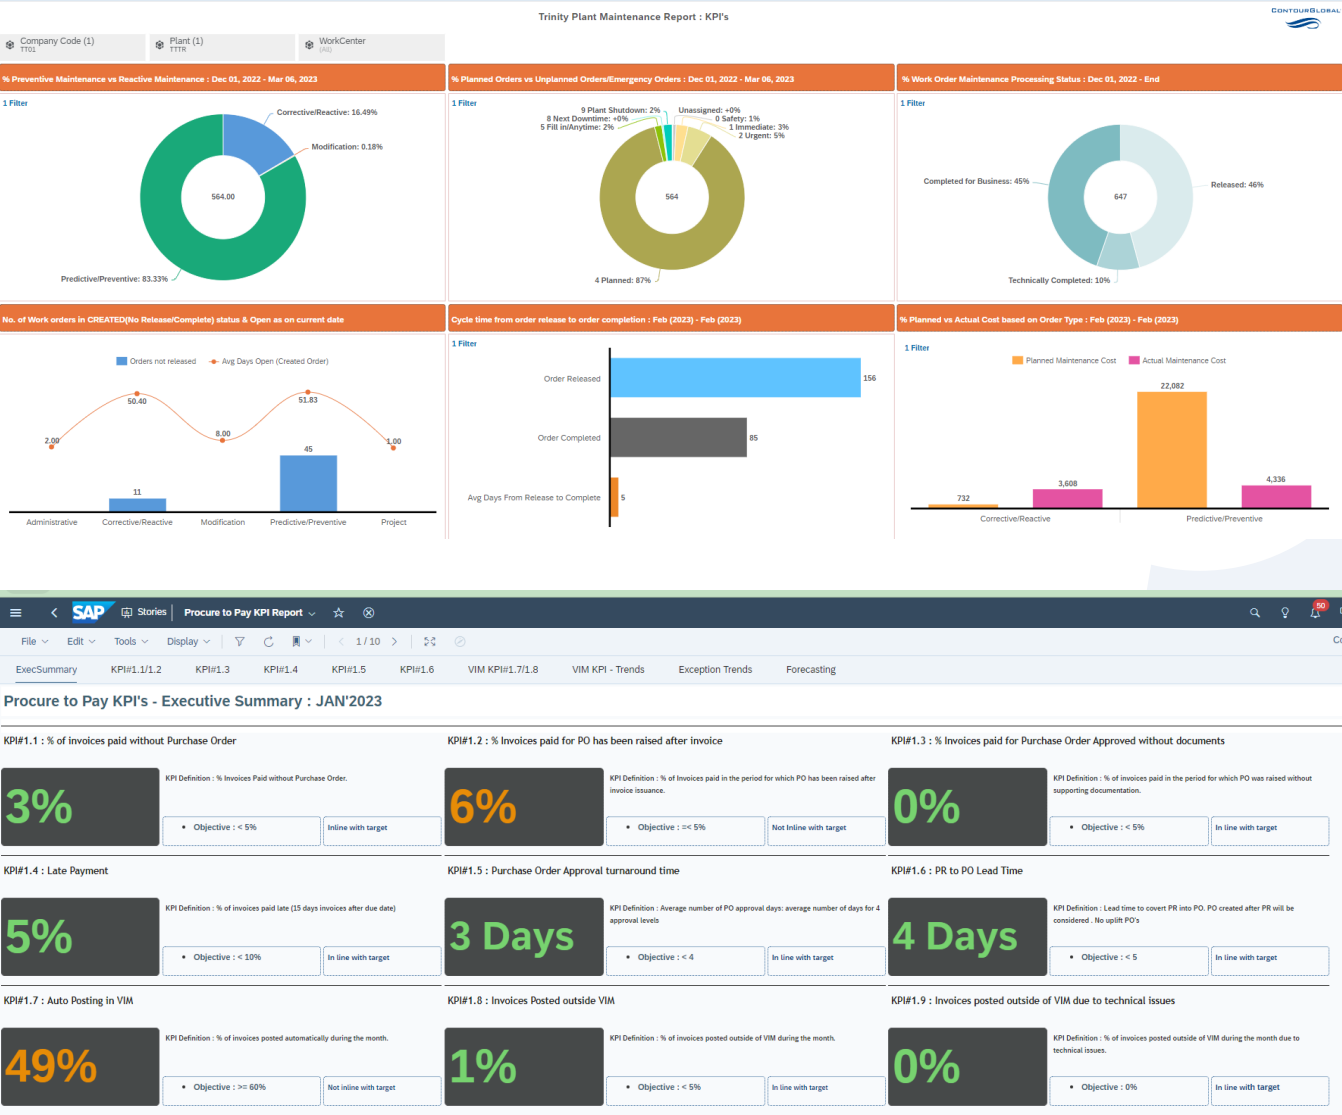 Trinity Plant Maintenance Report : KPI's
CONTOURGLOBAL
Company Code (1)
TT01
Plant (1)
TTTR
WorkCenter
(All)
% Preventive Maintenance vs Reactive Maintenance : Dec 01, 2022 - Mar 06, 2023
1 Filter
Corrective/Reactive: 16.49%
Modification: 0.18%
564.00
Predictive/Preventive: 83.33%
% Planned Orders vs Unplanned Orders/Emergency Orders : Dec 01, 2022 - Mar 06, 2023
1 Filter
9 Plant Shutdown: 2%
Unassigned: +0%
8 Next Downtime: +0%
0 Safety: 1%
5 Fill in/Anytime: 2%
1 Immediate: 3%
2 Urgent: 5%
564
4 Planned: 87%
% Work Order Maintenance Processing Status : Dec 01, 2022 - End
1 Filter
Completed for Business: 45%
Released: 46%
647
Technically Completed: 10%
No. of Work orders in CREATED(No Release/Complete) status & Open as on current date
Orders not released
Avg Days Open (Created Order)
2.00
50.40
8.00
51.83
1.00
11
45
Administrative
Corrective/Reactive
Modification
Predictive/Preventive
Project
Cycle time from order release to order completion : Feb (2023) - Feb (2023)
1 Filter
Order Released
156
Order Completed
85
Avg Days From Release to Complete
5
% Planned vs Actual Cost based on Order Type : Feb (2023) - Feb (2023)
1 Filter
Planned Maintenance Cost
Actual Maintenance Cost
732
3,608
22,082
4,336
Corrective/Reactive
Predictive/Preventive
SAP
Stories
Procure to Pay KPI Report
50
File
Edit
Tools
Display
1 / 10
Co
ExecSummary
KPI#1.1/1.2
KPI#1.3
KPI#1.4
KPI#1.5
KPI#1.6
VIM KPI#1.7/1.8
VIM KPI - Trends
Exception Trends
Forecasting
Procure to Pay KPI's - Executive Summary : JAN'2023
KPI#1.1 : % of invoices paid without Purchase Order
3%
KPI Definition : % Invoices Paid without Purchase Order.
• Objective : < 5%
Inline with target
KPI#1.2 : % Invoices paid for PO has been raised after invoice
6%
KPI Definition : % of Invoices paid in the period for which PO has been raised after
invoice issuance.
• Objective : =< 5%
Not Inline with target
KPI#1.3 : % Invoices paid for Purchase Order Approved without documents
0%
KPI Definition : % of invoices paid in the period for which PO was raised without
supporting documentation.
• Objective : < 5%
In line with target
KPI#1.4 : Late Payment
5%
KPI Definition : % of invoices paid late (15 days invoices after due date)
• Objective : < 10%
In line with target
KPI#1.5 : Purchase Order Approval turnaround time
3 Days
KPI Definition : Average number of PO approval days: average number of days for 4
approval levels
• Objective : < 4
In line with target
KPI#1.6 : PR to PO Lead Time
4 Days
KPI Definition : Lead time to covert PR into PO. PO created after PR will be
considered . No uplift PO's
• Objective : < 5
In line with target
KPI#1.7 : Auto Posting in VIM
49%
KPI Definition : % of invoices posted automatically during the month.
• Objective : >= 60%
Not inline with target
KPI#1.8 : Invoices Posted outside VIM
1%
KPI Definition : % of invoices posted outside of VIM during the month.
• Objective : < 5%
In line with target
KPI#1.9 : Invoices posted outside of VIM due to technical issues
0%
KPI Definition : % of invoices posted outside of VIM during the month due to
technical issues.
• Objective : 0%
In line with target